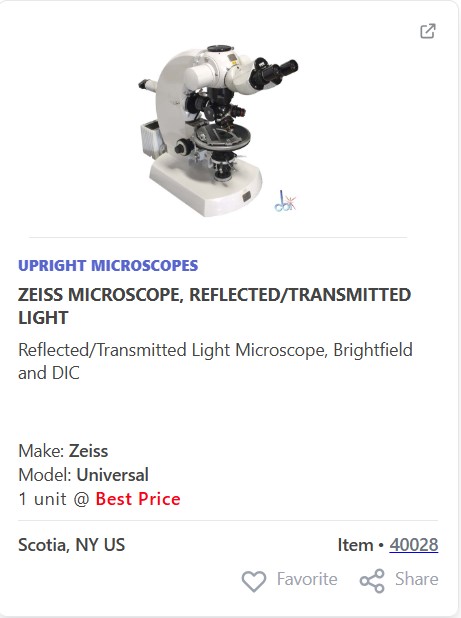 UPRIGHT MICROSCOPES
ZEISS MICROSCOPE, REFLECTED/TRANSMITTED
LIGHT
Reflected/Transmitted Light Microscope, Brightfield
and DIC
Make: Zeiss
Model: Universal
1 unit @ Best Price
Scotia, NY US Item • 40028
Favorite Share